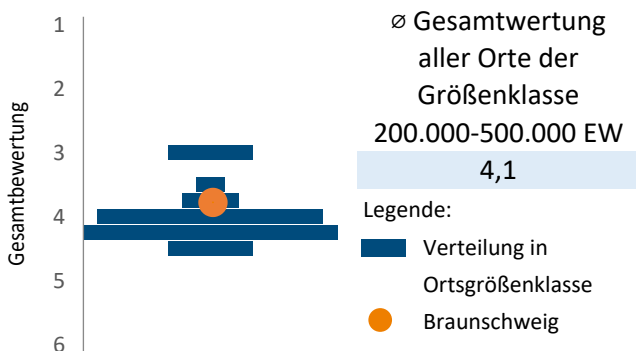 1
2
3
4
5
6
Gesamtbewertung
⌀ Gesamtwertung
aller Orte der
Größenklasse
200.000-500.000 EW
4,1
Legende:
Verteilung in
Ortsgrößenklasse
Braunschweig